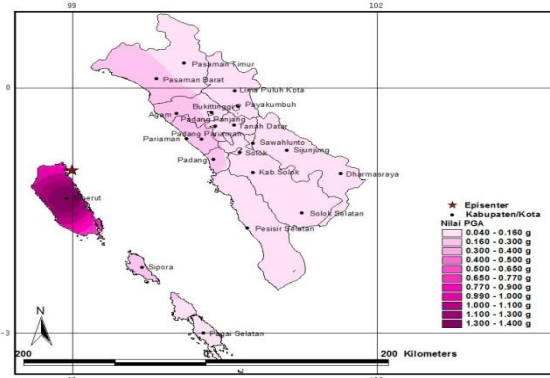 99 102
0 0
Pasaman Timur
Pasaman Barat
Lima Puluh Kota
Bukittinggi Payakumbuh
Agam
Padang Panjang Tanah Datar
Pariaman Padang Pariaman Sawahlunto
Padang Solok Sijunjung
Kab.Solok Dharmasraya
Siberut
Solok Selatan
Pesisir Selatan
Sipora
Pagai Selatan
Episenter
Kabupaten/Kota
Nilai PGA
0.040 - 0.160 g
0.160 - 0.300 g
0.300 - 0.400 g
0.400 - 0.500 g
0.500 - 0.650 g
0.650 - 0.770 g
0.770 - 0.900 g
0.990 - 1.000 g
1.000 - 1.100 g
1.100 - 1.300 g
1.300 - 1.400 g
N
-3 -3
200 0 200 Kilometers